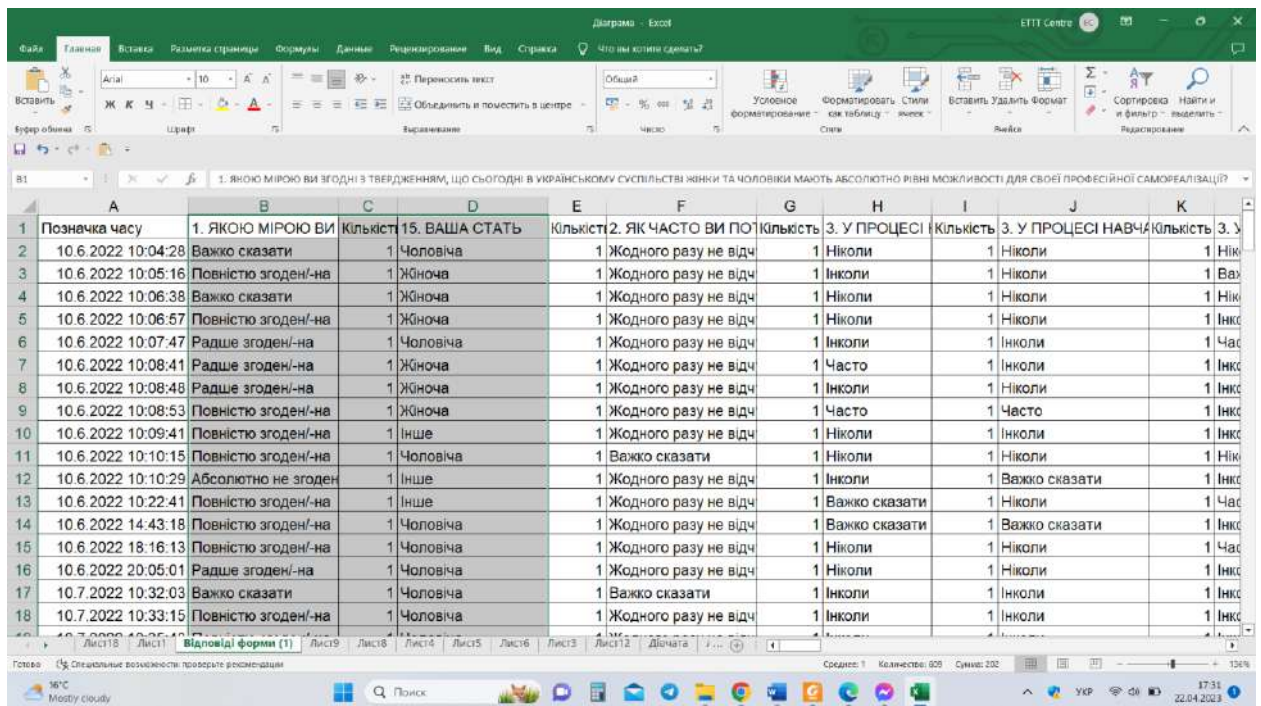 Діаграма - Excel
ETTT Centre
EC
Файл Главная Вставка Разметка страницы Формулы Данные Рецензирование Вид Справка Что вы хотите сделать?
Вставить
Arial 10
Ж К Ч
Переносить текст
Объединить и поместить в центре
Общий
Условное форматирование
Форматировать как таблицу
Стили ячеек
Вставить Удалить Формат
Сортировка и фильтр
Найти и выделить
Буфер обмена Шрифт Выравнивание Число Стили Ячейки Редактирование
B1 1. ЯКОЮ МІРОЮ ВИ ЗГОДНІ З ТВЕРДЖЕННЯМ, ЩО СЬОГОДНІ В УКРАЇНСЬКОМУ СУСПІЛЬСТВІ ЖІНКИ ТА ЧОЛОВІКИ МАЮТЬ АБСОЛЮТНО РІВНІ МОЖЛИВОСТІ ДЛЯ СВОЄЇ ПРОФЕСІЙНОЇ САМОРЕАЛІЗАЦІЇ?
A B C D E F G H I J K
1 Позначка часу 1. ЯКОЮ МІРОЮ ВИ Кількіст 15. ВАША СТАТЬ Кількіст 2. ЯК ЧАСТО ВИ ПО Кількість 3. У ПРОЦЕСІ Кількість 3. У ПРОЦЕСІ НАВЧА Кількість 3. У
2 10.6.2022 10:04:28 Важко сказати 1 Чоловіча 1 Жодного разу не відч 1 Ніколи 1 Ніколи 1 Нік
3 10.6.2022 10:05:16 Повністю згоден/-на 1 Жіноча 1 Жодного разу не відч 1 Інколи 1 Ніколи 1 Важ
4 10.6.2022 10:06:38 Важко сказати 1 Жіноча 1 Жодного разу не відч 1 Ніколи 1 Ніколи 1 Нік
5 10.6.2022 10:06:57 Повністю згоден/-на 1 Жіноча 1 Жодного разу не відч 1 Ніколи 1 Ніколи 1 Інк
6 10.6.2022 10:07:47 Радше згоден/-на 1 Чоловіча 1 Жодного разу не відч 1 Інколи 1 Інколи 1 Час
7 10.6.2022 10:08:41 Радше згоден/-на 1 Жіноча 1 Жодного разу не відч 1 Часто 1 Інколи 1 Інк
8 10.6.2022 10:08:48 Радше згоден/-на 1 Жіноча 1 Жодного разу не відч 1 Інколи 1 Ніколи 1 Інк
9 10.6.2022 10:08:53 Повністю згоден/-на 1 Жіноча 1 Жодного разу не відч 1 Часто 1 Часто 1 Інк
10 10.6.2022 10:09:41 Повністю згоден/-на 1 Інше 1 Жодного разу не відч 1 Ніколи 1 Інколи 1 Інк
11 10.6.2022 10:10:15 Повністю згоден/-на 1 Чоловіча 1 Важко сказати 1 Ніколи 1 Ніколи 1 Нік
12 10.6.2022 10:10:29 Абсолютно не згоден 1 Інше 1 Жодного разу не відч 1 Інколи 1 Важко сказати 1 Інк
13 10.6.2022 10:22:41 Повністю згоден/-на 1 Інше 1 Жодного разу не відч 1 Важко сказати 1 Ніколи 1 Час
14 10.6.2022 14:43:18 Повністю згоден/-на 1 Чоловіча 1 Жодного разу не відч 1 Важко сказати 1 Важко сказати 1 Інк
15 10.6.2022 18:16:13 Повністю згоден/-на 1 Чоловіча 1 Жодного разу не відч 1 Ніколи 1 Ніколи 1 Час
16 10.6.2022 20:05:01 Радше згоден/-на 1 Чоловіча 1 Жодного разу не відч 1 Ніколи 1 Інколи 1 Інк
17 10.7.2022 10:32:03 Важко сказати 1 Чоловіча 1 Важко сказати 1 Інколи 1 Інколи 1 Інк
18 10.7.2022 10:33:15 Повністю згоден/-на 1 Чоловіча 1 Жодного разу не відч 1 Інколи 1 Інколи 1 Інк
Лист18 Лист1 Відповіді форми (1) Лист9 Лист8 Лист4 Лист5 Лист6 Лист3 Лист12 Дівчата
Готово Специальные возможности: проверьте рекомендации Среднее: 1 Количество: 609 Сумма: 202 136%
16°C
Mostly cloudy
Поиск
УКР
17:31
22.04.2023